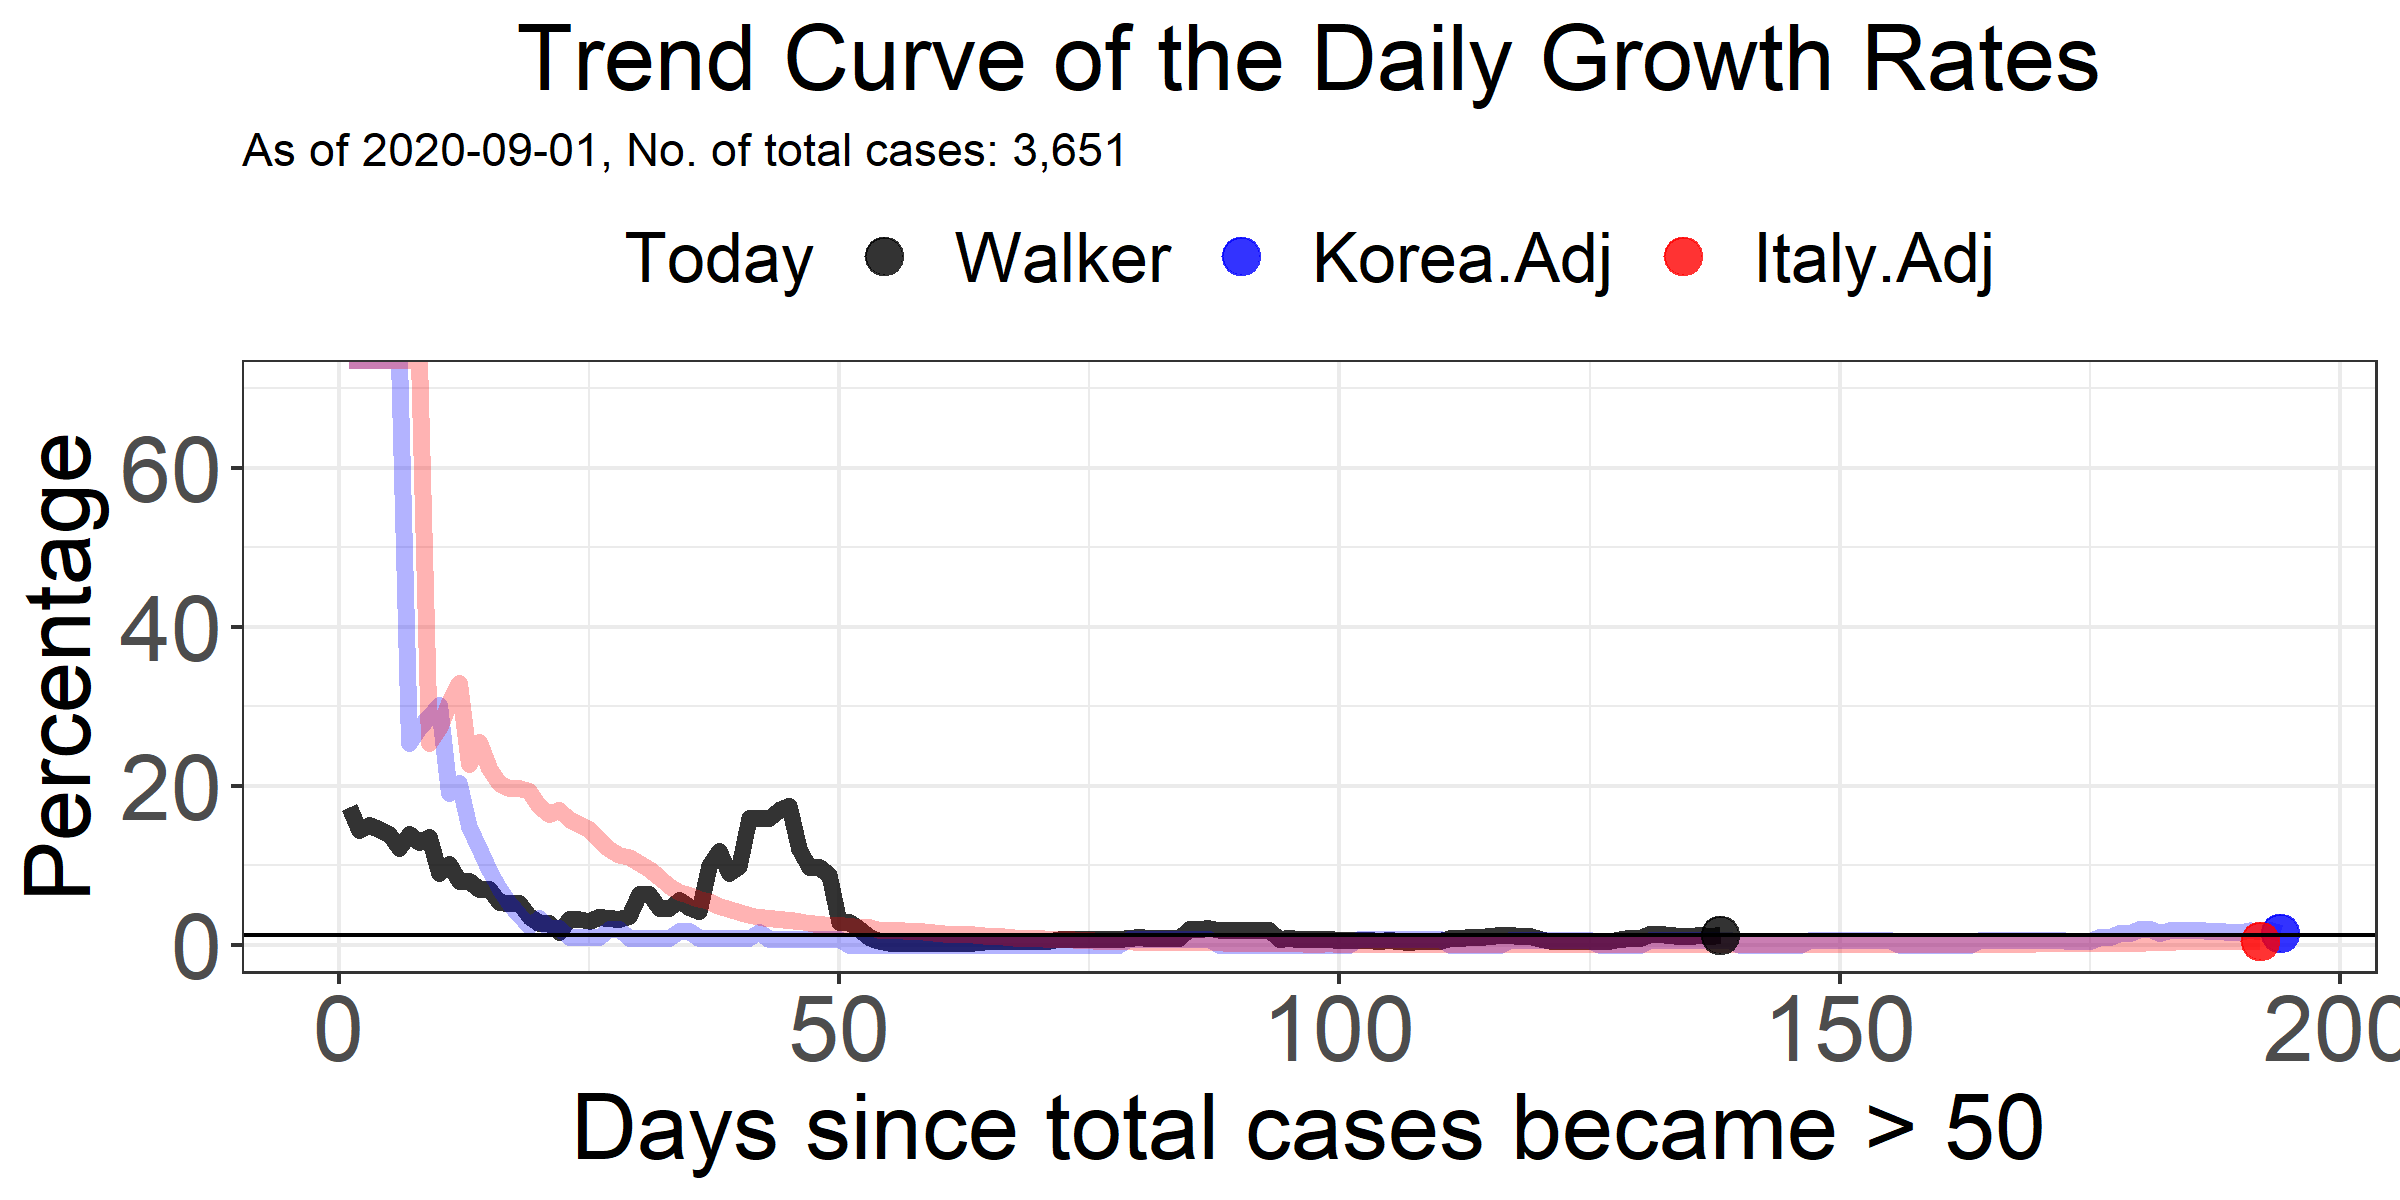 Trend Curve of the Daily Growth Rates
As of 2020-09-01, No. of total cases: 3,651
Today Walker Korea.Adj Italy.Adj
Percentage
60
40
20
0
0 50 100 150 200
Days since total cases became > 50